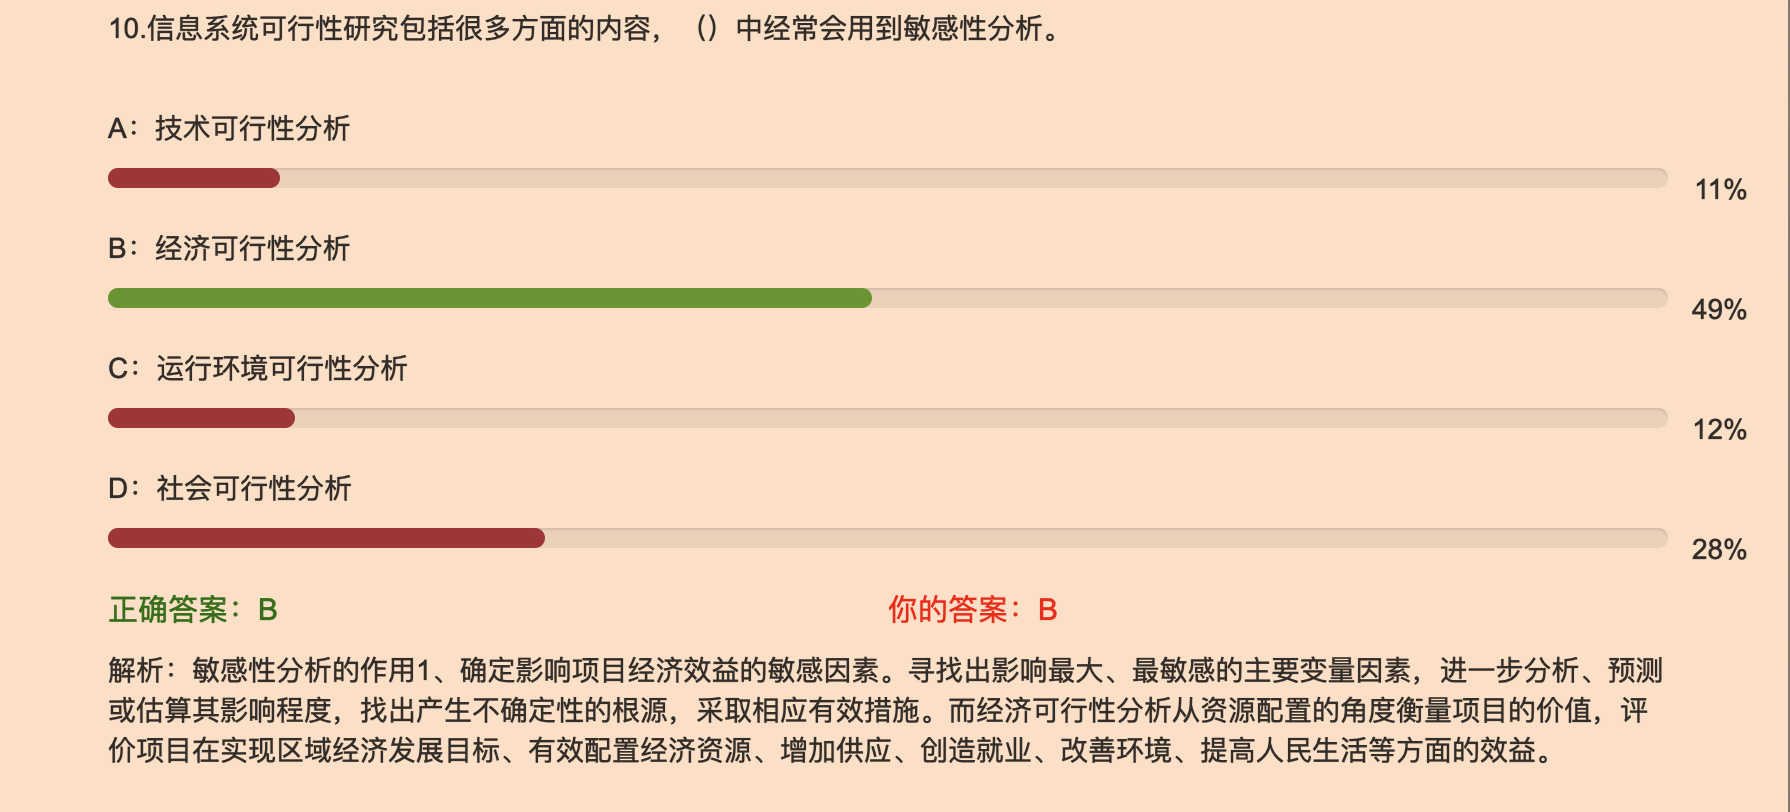 10.信息系统可行性研究包括很多方面的内容，（）中经常会用到敏感性分析。
A：技术可行性分析
11%
B：经济可行性分析
49%
C：运行环境可行性分析
12%
D：社会可行性分析
28%
正确答案：B
你的答案：B
解析：敏感性分析的作用1、确定影响项目经济效益的敏感因素。寻找出影响最大、最敏感的主要变量因素，进一步分析、预测
或估算其影响程度，找出产生不确定性的根源，采取相应有效措施。而经济可行性分析从资源配置的角度衡量项目的价值，评
价项目在实现区域经济发展目标、有效配置经济资源、增加供应、创造就业、改善环境、提高人民生活等方面的效益。